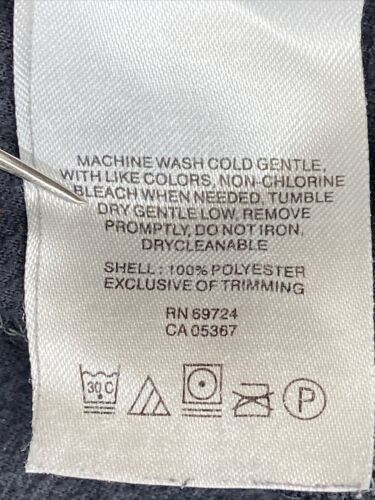 MACHINE WASH COLD GENTLE,
WITH LIKE COLORS, NON-CHLORINE
BLEACH WHEN NEEDED, TUMBLE
DRY GENTLE LOW, REMOVE
PROMPTLY, DO NOT IRON,
DRYCLEANABLE
SHELL : 100% POLYESTER
EXCLUSIVE OF TRIMMING
RN 69724
CA 05367
30 C P